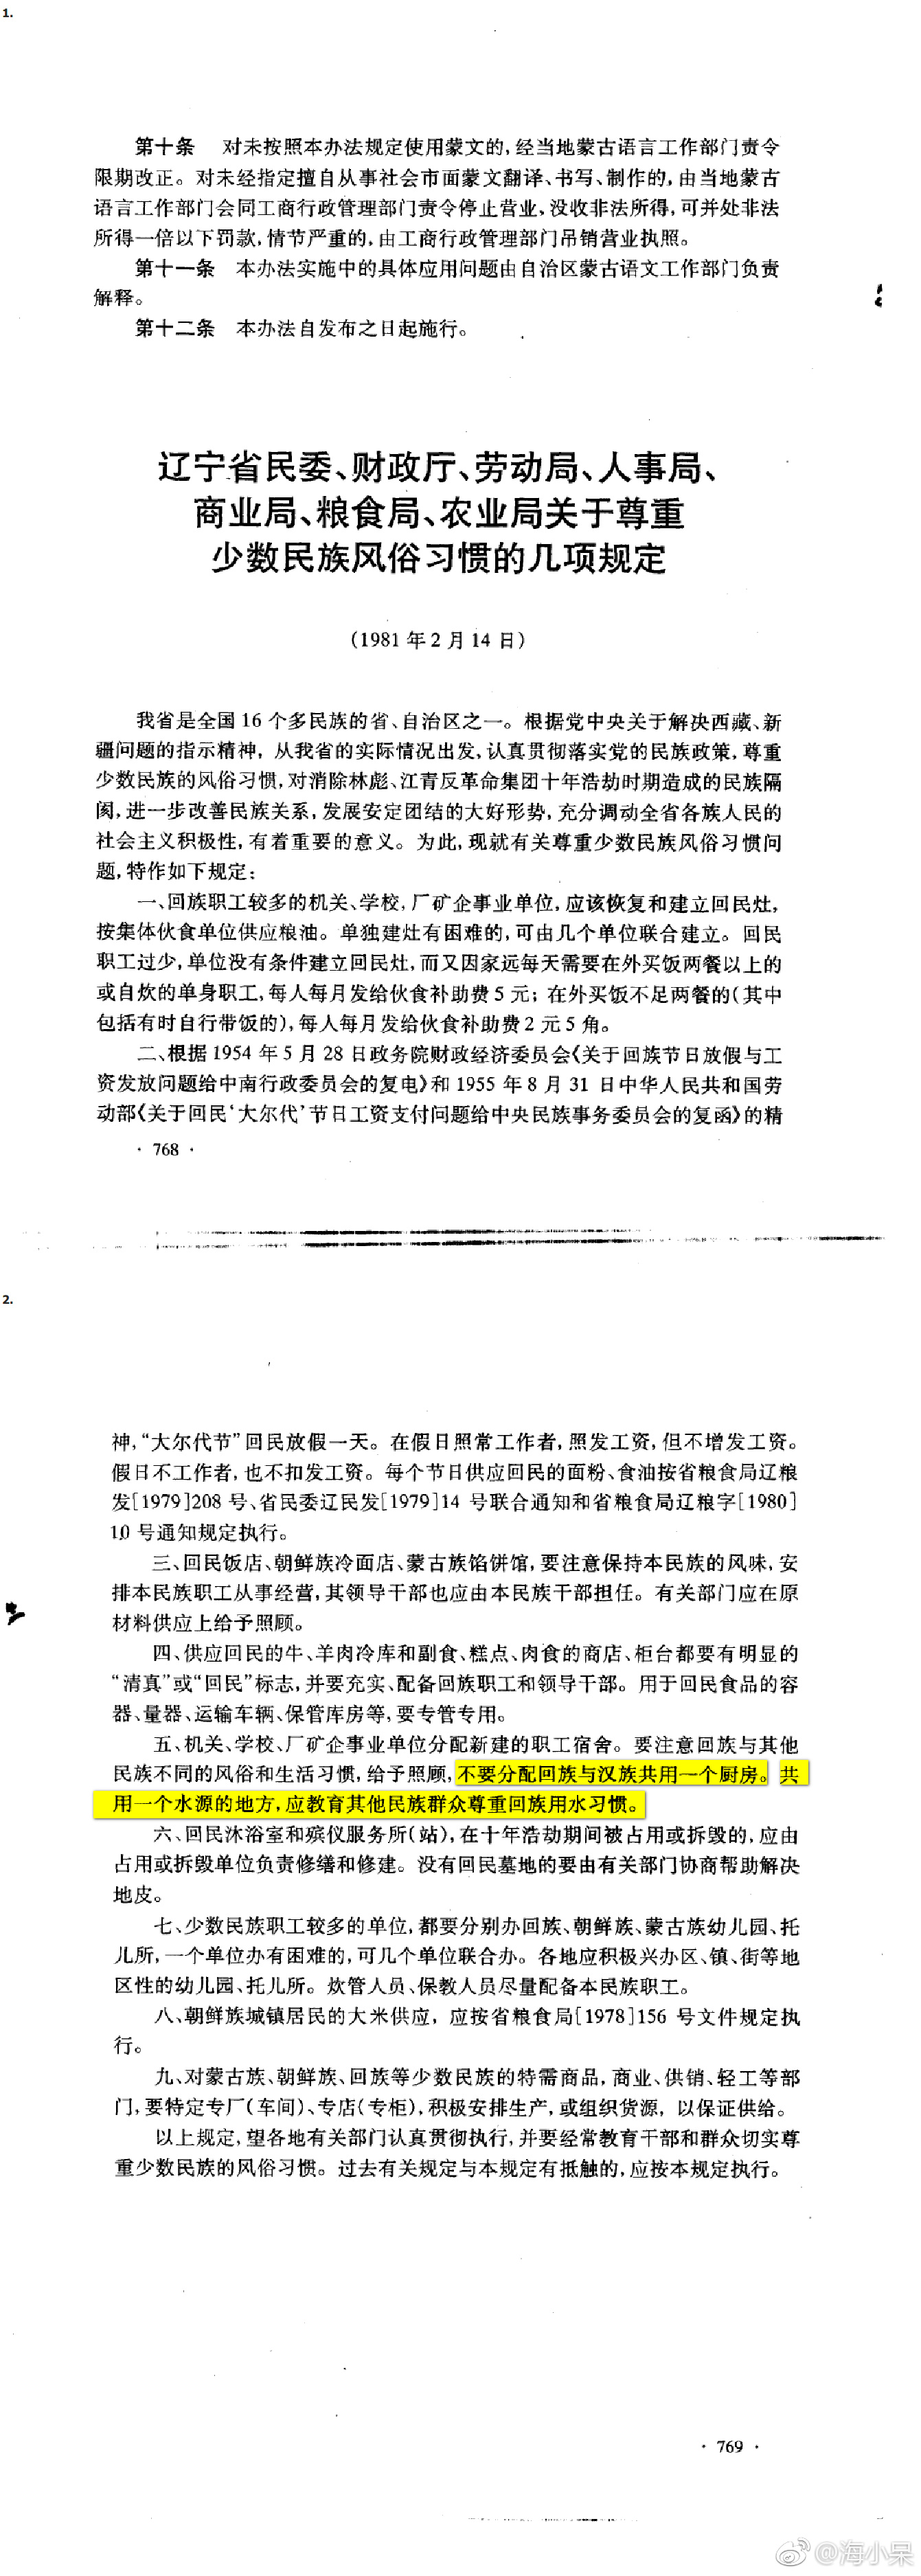 1.
第十条 对未按照本办法规定使用蒙文的,经当地蒙古语言工作部门责令
限期改正。对未经指定擅自从事社会市面蒙文翻译、书写、制作的,由当地蒙古
语言工作部门会同工商行政管理部门责令停止营业,没收非法所得,可并处非法
所得一倍以下罚款,情节严重的,由工商行政管理部门吊销营业执照。
第十一条 本办法实施中的具体应用问题由自治区蒙古语文工作部门负责
解释。
第十二条 本办法自发布之日起施行。
辽宁省民委、财政厅、劳动局、人事局、
商业局、粮食局、农业局关于尊重
少数民族风俗习惯的几项规定
(1981年2月14日)
我省是全国16个多民族的省、自治区之一。根据党中央关于解决西藏、新
疆问题的指示精神,从我省的实际情况出发,认真贯彻落实党的民族政策,尊重
少数民族的风俗习惯,对消除林彪、江青反革命集团十年浩劫时期造成的民族隔
阂,进一步改善民族关系,发展安定团结的大好形势,充分调动全省各族人民的
社会主义积极性,有着重要的意义。为此,现就有关尊重少数民族风俗习惯问
题,特作如下规定:
一、回族职工较多的机关、学校,厂矿企事业单位,应该恢复和建立回民灶,
按集体伙食单位供应粮油。单独建灶有困难的,可由几个单位联合建立。回民
职工过少,单位没有条件建立回民灶,而又因家远每天需要在外买饭两餐以上的
或自炊的单身职工,每人每月发给伙食补助费5元;在外买饭不足两餐的(其中
包括有时自行带饭的),每人每月发给伙食补助费2元5角。
二、根据1954年5月28日政务院财政经济委员会《关于回族节日放假与工
资发放问题给中南行政委员会的复电》和1955年8月31日中华人民共和国劳
动部《关于回民‘大尔代’节日工资支付问题给中央民族事务委员会的复函》的精
· 768 ·
2.
神,“大尔代节”回民放假一天。在假日照常工作者,照发工资,但不增发工资。
假日不工作者,也不扣发工资。每个节日供应回民的面粉、食油按省粮食局辽粮
发[1979]208号、省民委辽民发[1979]14号联合通知和省粮食局辽粮字[1980]
10号通知规定执行。
三、回民饭店、朝鲜族冷面店、蒙古族馅饼馆,要注意保持本民族的风味,安
排本民族职工从事经营,其领导干部也应由本民族干部担任。有关部门应在原
材料供应上给予照顾。
四、供应回民的牛、羊肉冷库和副食、糕点、肉食的商店、柜台都要有明显的
“清真”或“回民”标志,并要充实、配备回族职工和领导干部。用于回民食品的容
器、量器、运输车辆、保管库房等,要专管专用。
五、机关、学校、厂矿企事业单位分配新建的职工宿舍。要注意回族与其他
民族不同的风俗和生活习惯,给予照顾,不要分配回族与汉族共用一个厨房。共
用一个水源的地方,应教育其他民族群众尊重回族用水习惯。
六、回民沐浴室和殡仪服务所(站),在十年浩劫期间被占用或拆毁的,应由
占用或拆毁单位负责修缮和修建。没有回民墓地的要由有关部门协商帮助解决
地皮。
七、少数民族职工较多的单位,都要分别办回族、朝鲜族、蒙古族幼儿园、托
儿所,一个单位办有困难的,可几个单位联合办。各地应积极兴办区、镇、街等地
区性的幼儿园、托儿所。炊管人员、保教人员尽量配备本民族职工。
八、朝鲜族城镇居民的大米供应,应按省粮食局[1978]156号文件规定执
行。
九、对蒙古族、朝鲜族、回族等少数民族的特需商品,商业、供销、轻工等部
门,要特定专厂(车间)、专店(专柜),积极安排生产,或组织货源,以保证供给。
以上规定,望各地有关部门认真贯彻执行,并要经常教育干部和群众切实尊
重少数民族的风俗习惯。过去有关规定与本规定有抵触的,应按本规定执行。
· 769 ·
@海小呆